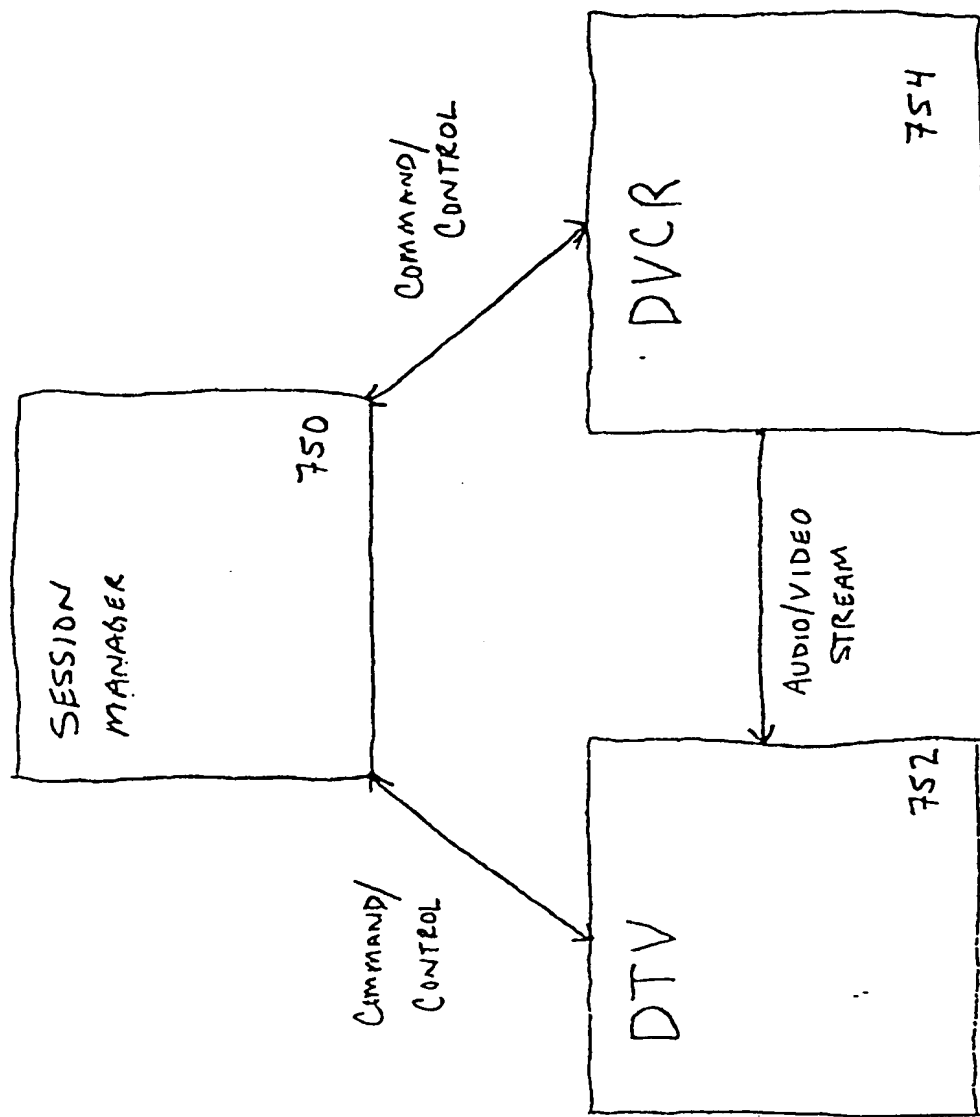 SESSION
MANAGER
750
COMMAND/
CONTROL
COMMAND/
CONTROL
DTV
752
AUDIO/VIDEO
STREAM
DVCR
754